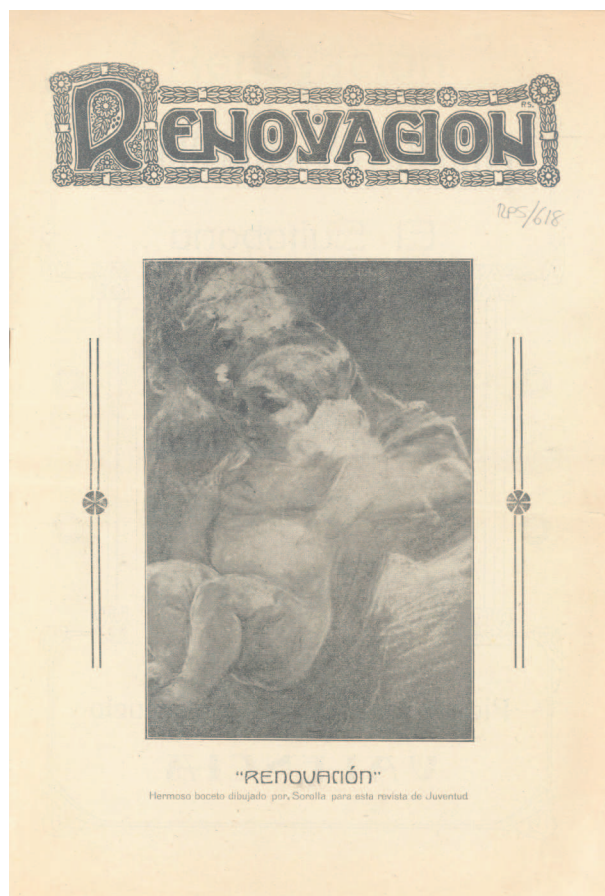 RENOVACION
P.S.
RPS/618
"RENOVACIÓN"
Hermoso boceto dibujado por, Sorolla para esta revista de Juventud